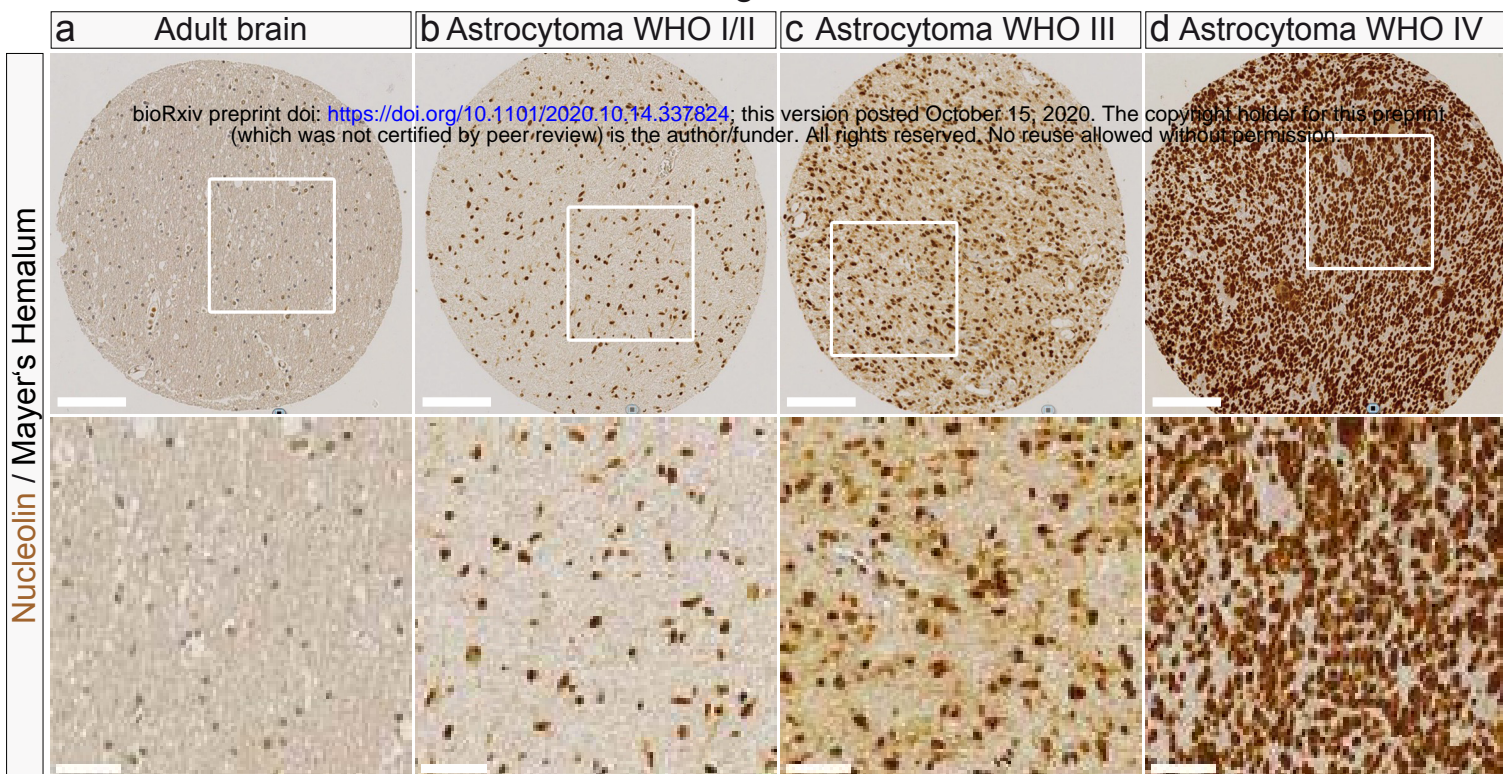 a Adult brain
b Astrocytoma WHO I/II
c Astrocytoma WHO III
d Astrocytoma WHO IV
bioRxiv preprint doi: https://doi.org/10.1101/2020.10.14.337824; this version posted October 15, 2020. The copyright holder for this preprint
(which was not certified by peer review) is the author/funder. All rights reserved. No reuse allowed without permission.
Nucleolin / Mayer‘s Hemalum